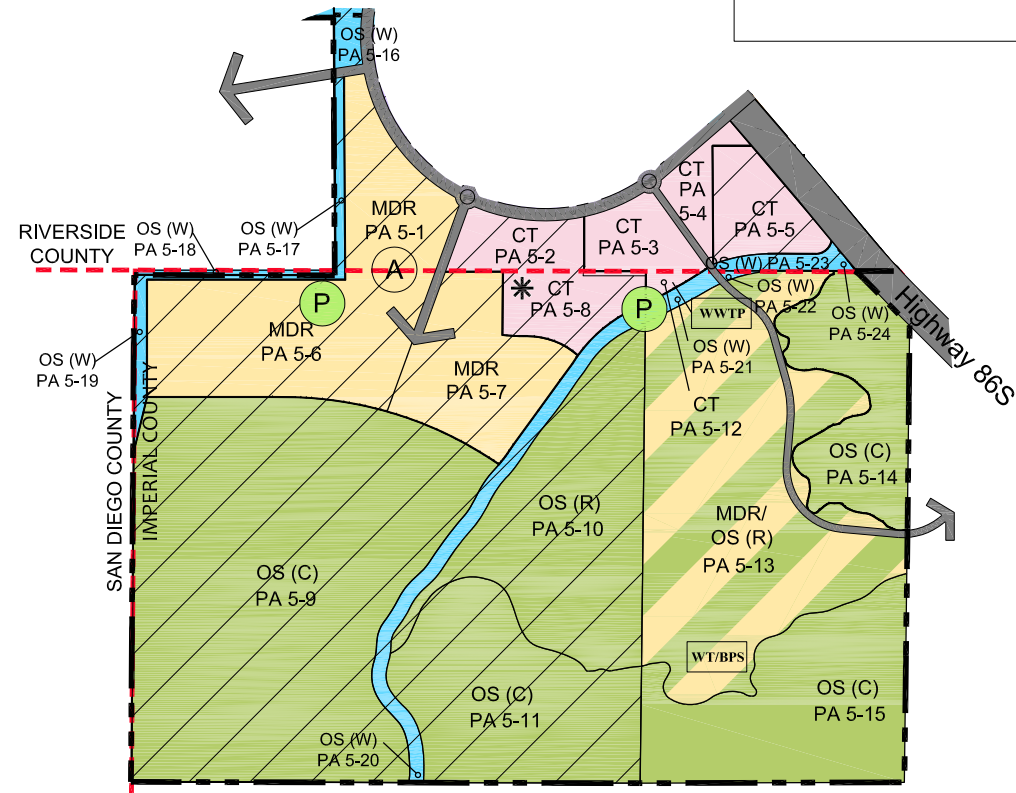 OS (W)
PA 5-16
CT
PA
5-4
MDR
PA 5-1
CT
PA 5-5
RIVERSIDE
COUNTY
OS (W)
PA 5-18
OS (W)
PA 5-17
CT
PA 5-2
CT
PA 5-3
OS (W) PA 5-23
A
P
CT
PA 5-8
P
WWTP
OS (W)
PA 5-22
OS (W)
PA 5-24
Highway 86S
MDR
PA 5-6
OS (W)
PA 5-19
MDR
PA 5-7
OS (W)
PA 5-21
CT
PA 5-12
SAN DIEGO COUNTY
IMPERIAL COUNTY
OS (C)
PA 5-14
OS (R)
PA 5-10
MDR/
OS (R)
PA 5-13
OS (C)
PA 5-9
WT/BPS
OS (C)
PA 5-11
OS (C)
PA 5-15
OS (W)
PA 5-20